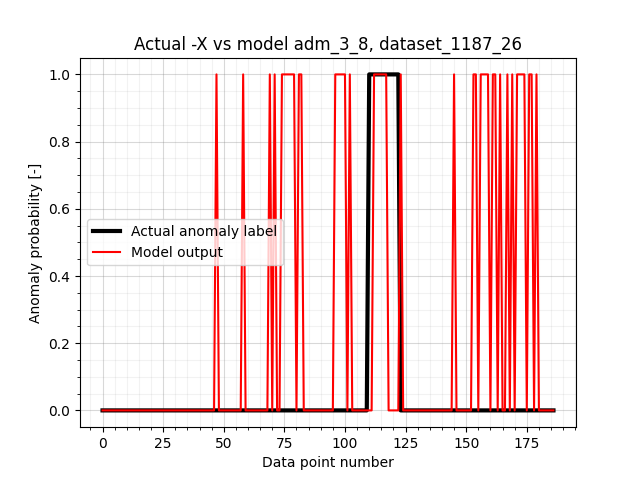 Actual -X vs model adm_3_8, dataset_1187_26
Anomaly probability [-]
1.0
0.8
0.6
0.4
0.2
0.0
Actual anomaly label
Model output
0 25 50 75 100 125 150 175
Data point number